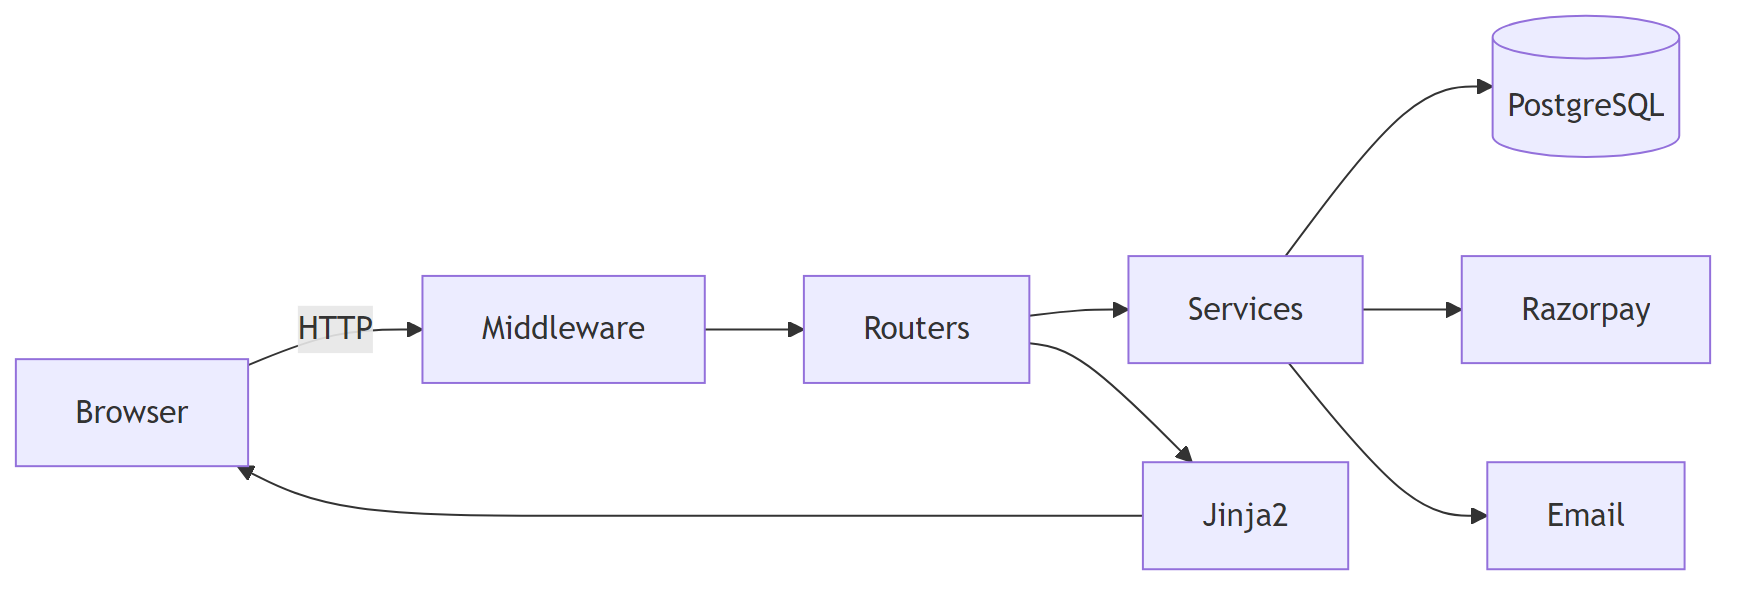 Browser
HTTP
Middleware
Routers
Services
Jinja2
PostgreSQL
Razorpay
Email